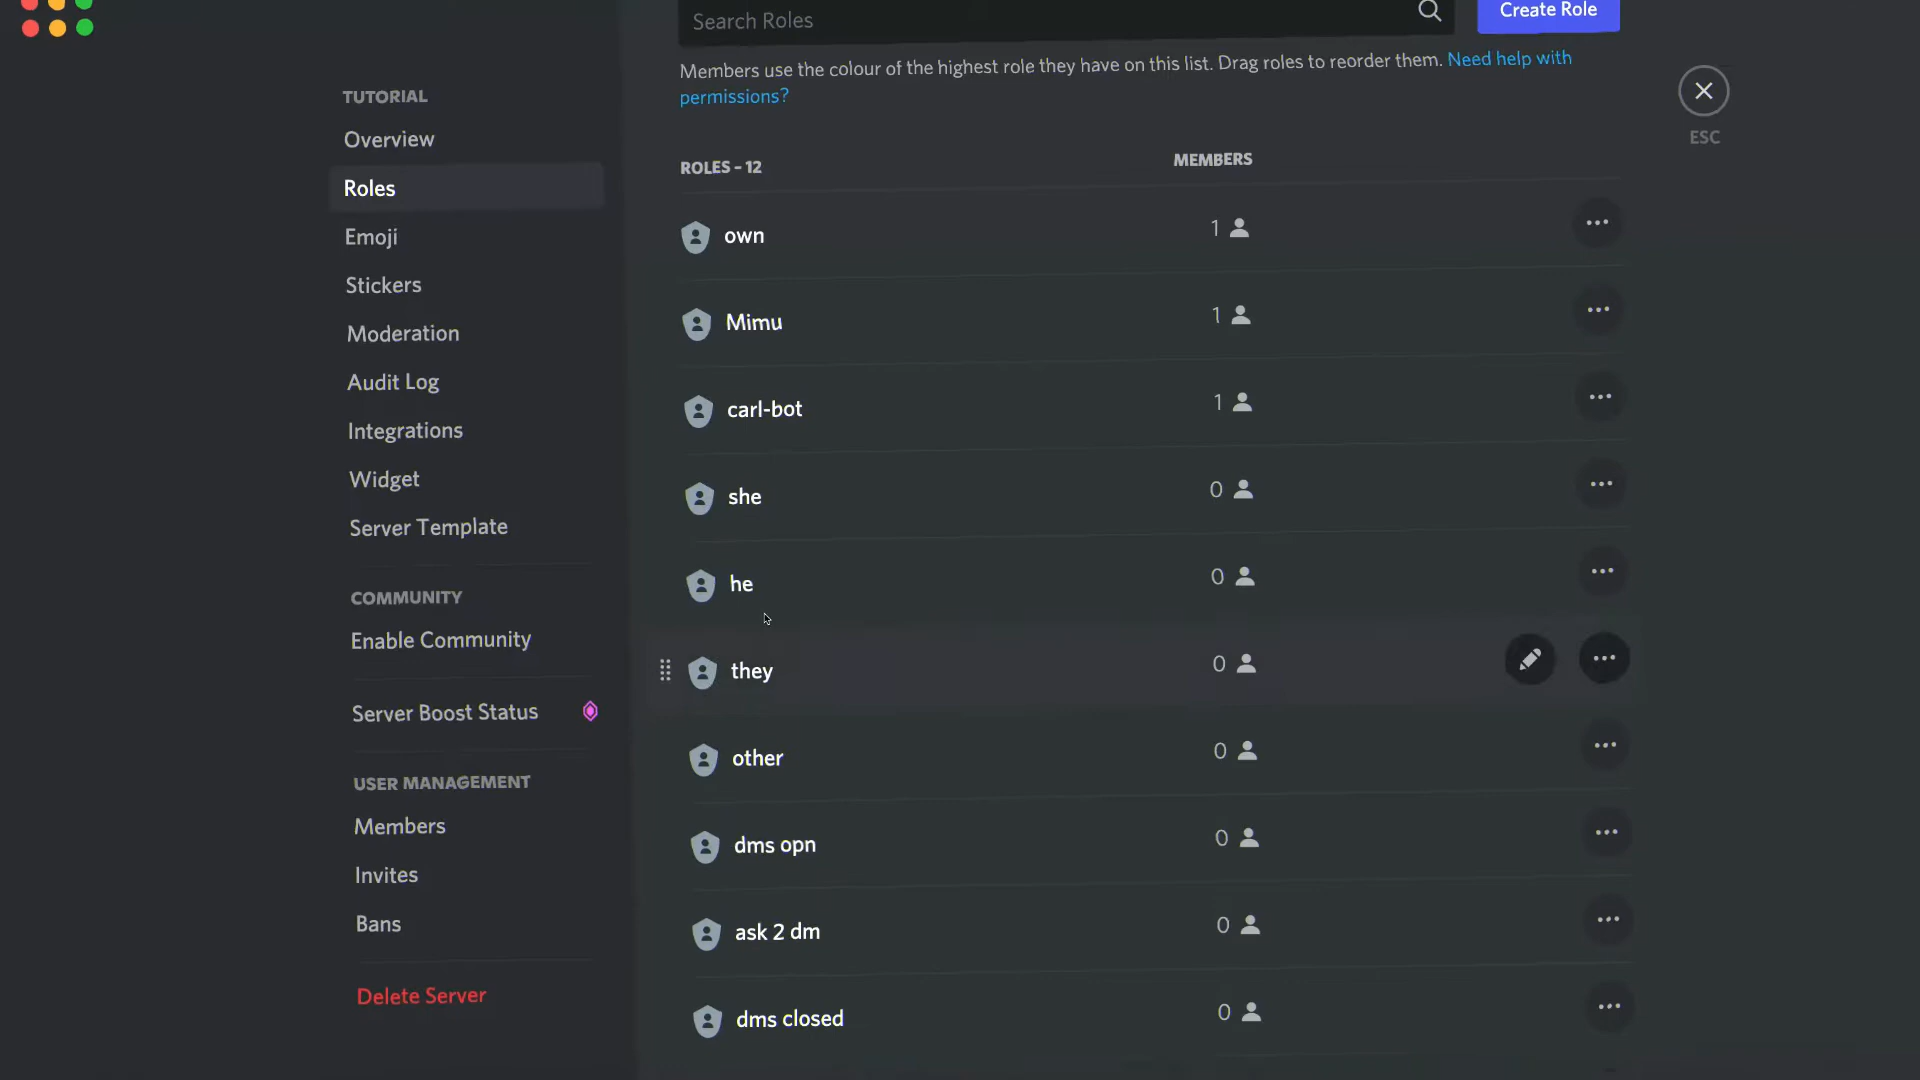 Search Roles
Create Role
Members use the colour of the highest role they have on this list. Drag roles to reorder them. Need help with
permissions?
ESC
TUTORIAL
Overview
Roles
Emoji
Stickers
Moderation
Audit Log
Integrations
Widget
Server Template
COMMUNITY
Enable Community
Server Boost Status
USER MANAGEMENT
Members
Invites
Bans
Delete Server
ROLES – 12
MEMBERS
own 1
Mimu 1
carl-bot 1
she 0
he 0
they 0
other 0
dms opn 0
ask 2 dm 0
dms closed 0